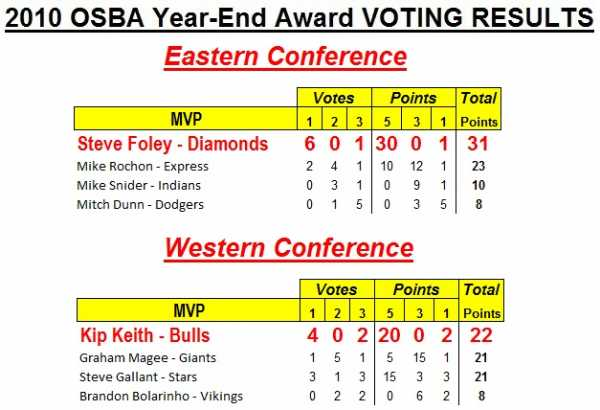 2010 OSBA Year-End Award VOTING RESULTS
Eastern Conference
Votes Points Total
MVP 1 2 3 5 3 1 Points
Steve Foley - Diamonds 6 0 1 30 0 1 31
Mike Rochon - Express 2 4 1 10 12 1 23
Mike Snider - Indians 0 3 1 0 9 1 10
Mitch Dunn - Dodgers 0 1 5 0 3 5 8
Western Conference
Votes Points Total
MVP 1 2 3 5 3 1 Points
Kip Keith - Bulls 4 0 2 20 0 2 22
Graham Magee - Giants 1 5 1 5 15 1 21
Steve Gallant - Stars 3 1 3 15 3 3 21
Brandon Bolarinho - Vikings 0 2 2 0 6 2 8